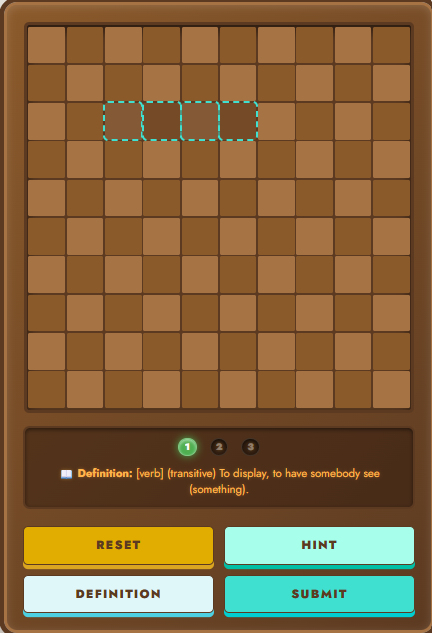 1 2 3
Definition: [verb] (transitive) To display, to have somebody see
(something).
RESET
HINT
DEFINITION
SUBMIT